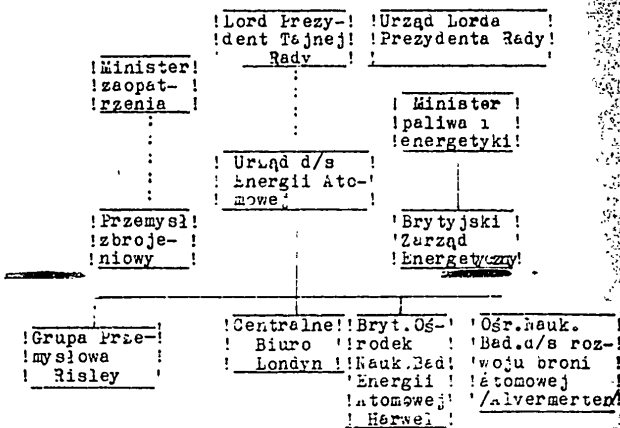 Lord Prezy-
dent Tajnej
Rady
Urząd Lorda
Prezydenta Rady
Minister
zaopat-
rzenia
Minister
paliwa i
energetyki
Urząd d/s
Energii Ato-
mowej
Przemysł
zbroje-
niowy
Brytyjski
Zarząd
Energetyczny
Grupa Prze-
mysłowa
Risley
Centralne
Biuro
Londyn
Bryt.Oś-
rodek
Nauk.Bad
Energii
Atomowej
Harwel
Ośr.Nauk.
Bad.d/s roz-
woju broni
atomowej
/Alvermerten/